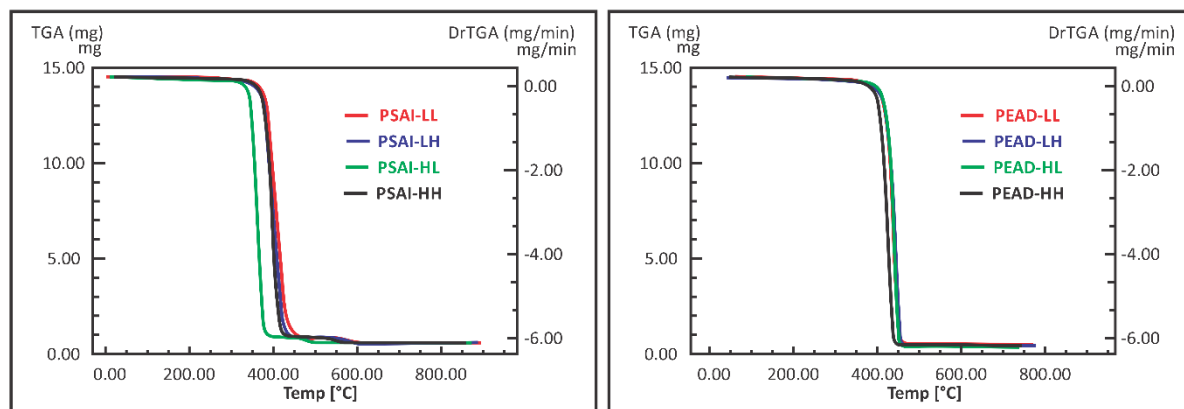 TGA (mg)
mg
DrTGA (mg/min)
mg/min
15.00
10.00
5.00
0.00
0.00
-2.00
-4.00
-6.00
PSAI-LL
PSAI-LH
PSAI-HL
PSAI-HH
0.00 200.00 400.00 600.00 800.00
Temp [°C]
TGA (mg)
mg
DrTGA (mg/min)
mg/min
15.00
10.00
5.00
0.00
0.00
-2.00
-4.00
-6.00
PEAD-LL
PEAD-LH
PEAD-HL
PEAD-HH
0.00 200.00 400.00 600.00 800.00
Temp [°C]